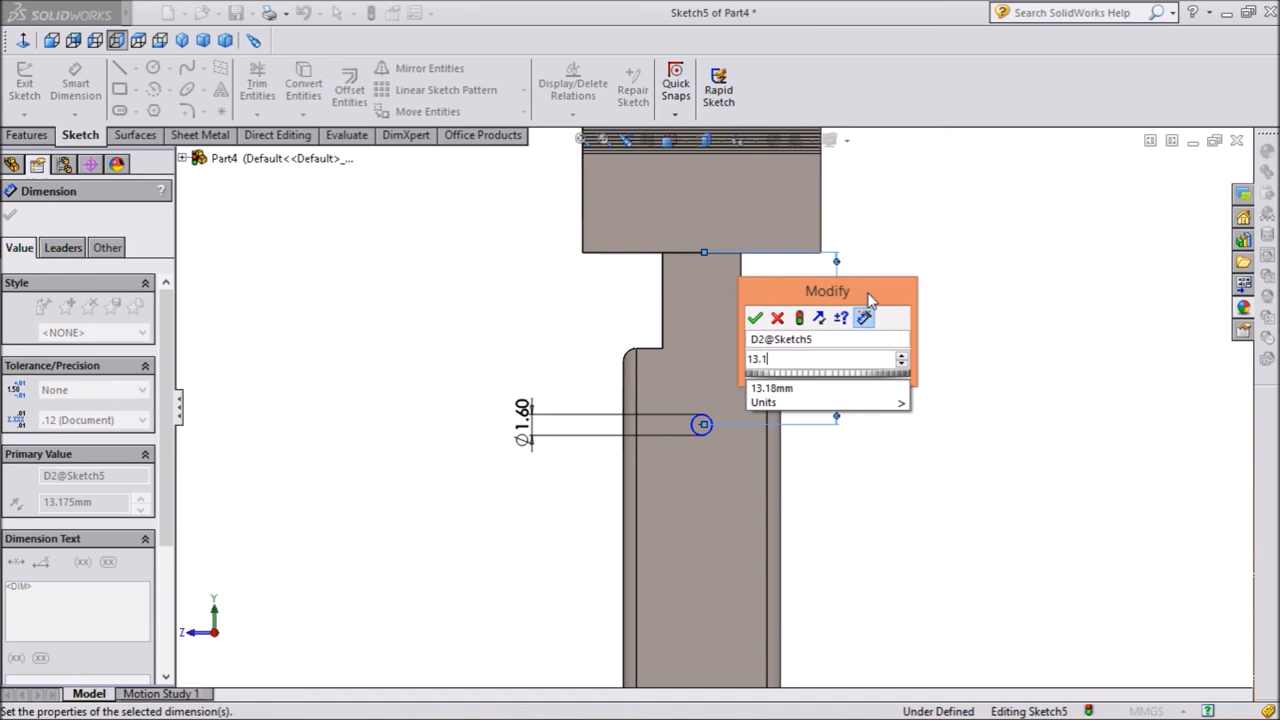 SOLIDWORKS
Sketch5 of Part4 *
Search SolidWorks Help
Exit Sketch
Smart Dimension
Trim Entities
Convert Entities
Offset Entities
Mirror Entities
Linear Sketch Pattern
Move Entities
Display/Delete Relations
Repair Sketch
Quick Snaps
Rapid Sketch
Features
Sketch
Surfaces
Sheet Metal
Direct Editing
Evaluate
DimXpert
Office Products
Part4 (Default<<Default>_...
Dimension
?
Value
Leaders
Other
Style
<NONE>
Tolerance/Precision
None
.12 (Document)
Primary Value
D2@Sketch5
13.175mm
Dimension Text
<DIM>
Modify
D2@Sketch5
13.1
13.18mm
Units >
∅1.60
Y
Z
Model
Motion Study 1
Set the properties of the selected dimension(s).
Under Defined
Editing Sketch5
MMGS